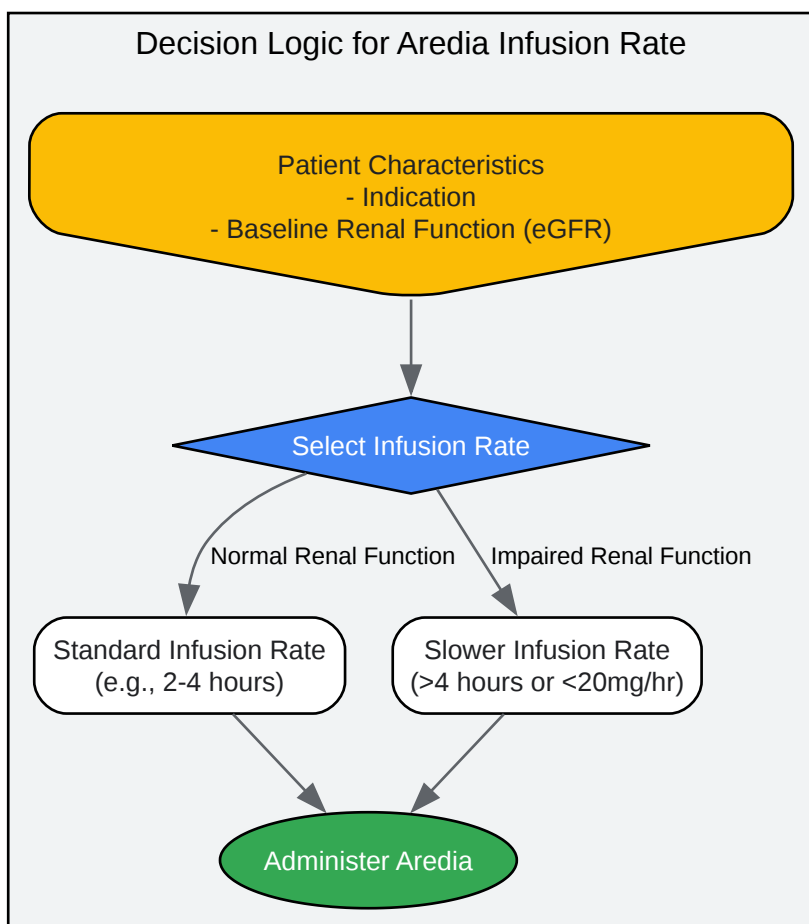 Decision Logic for Aredia Infusion Rate
Patient Characteristics
- Indication
- Baseline Renal Function (eGFR)
Select Infusion Rate
Normal Renal Function
Impaired Renal Function
Standard Infusion Rate
(e.g., 2-4 hours)
Slower Infusion Rate
(>4 hours or <20mg/hr)
Administer Aredia